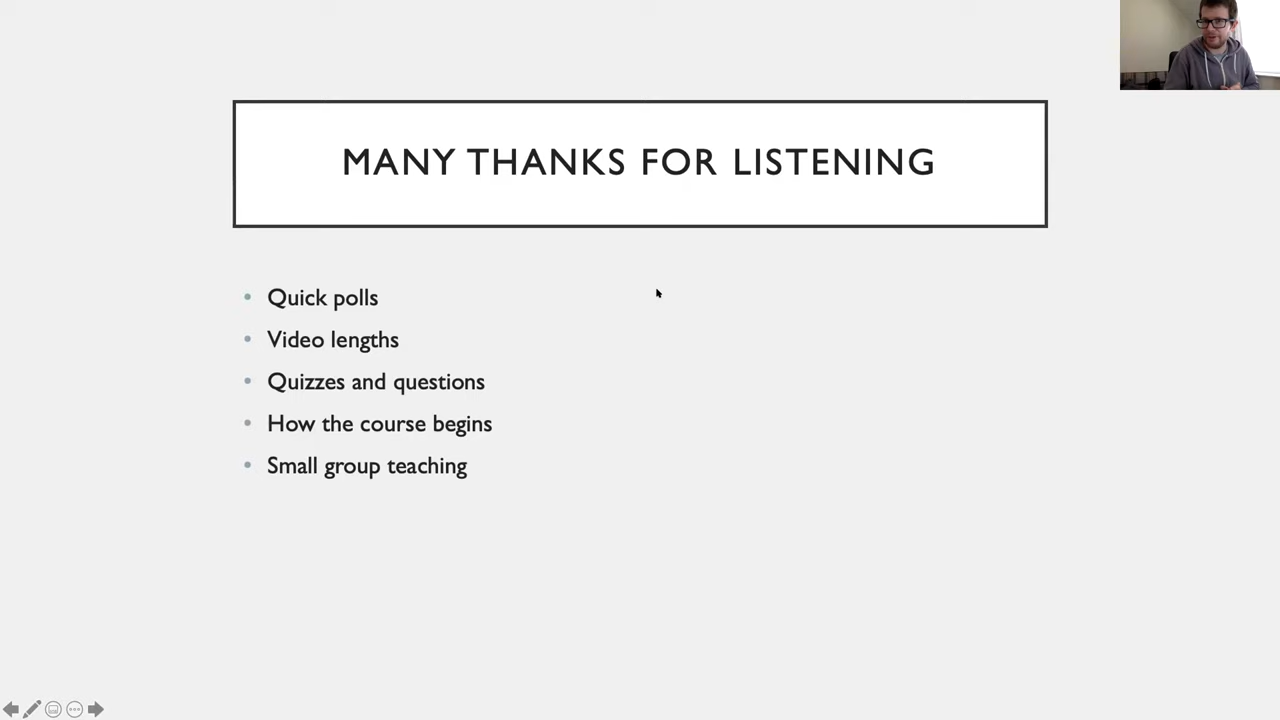 MANY THANKS FOR LISTENING
Quick polls
Video lengths
Quizzes and questions
How the course begins
Small group teaching